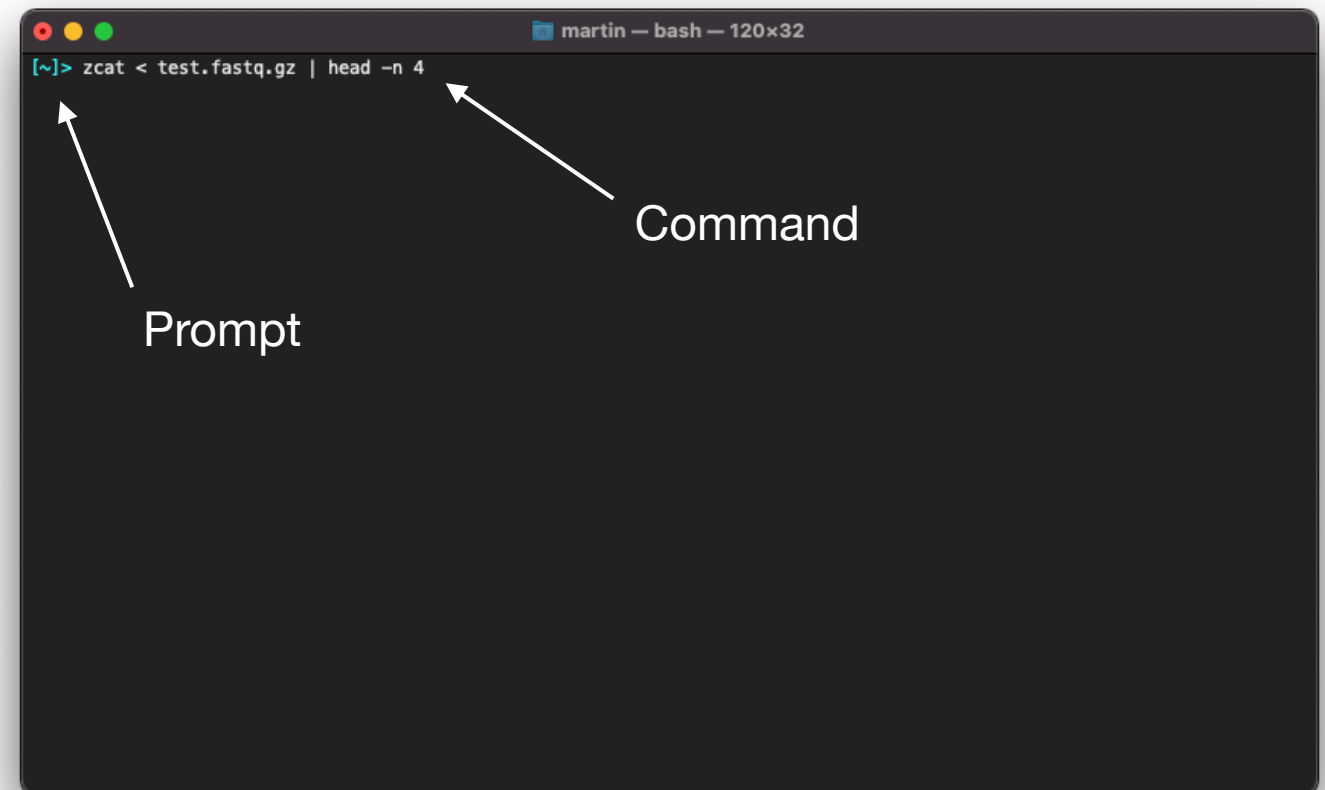 martin — bash — 120×32
[~]> zcat < test.fastq.gz | head -n 4
Command
Prompt